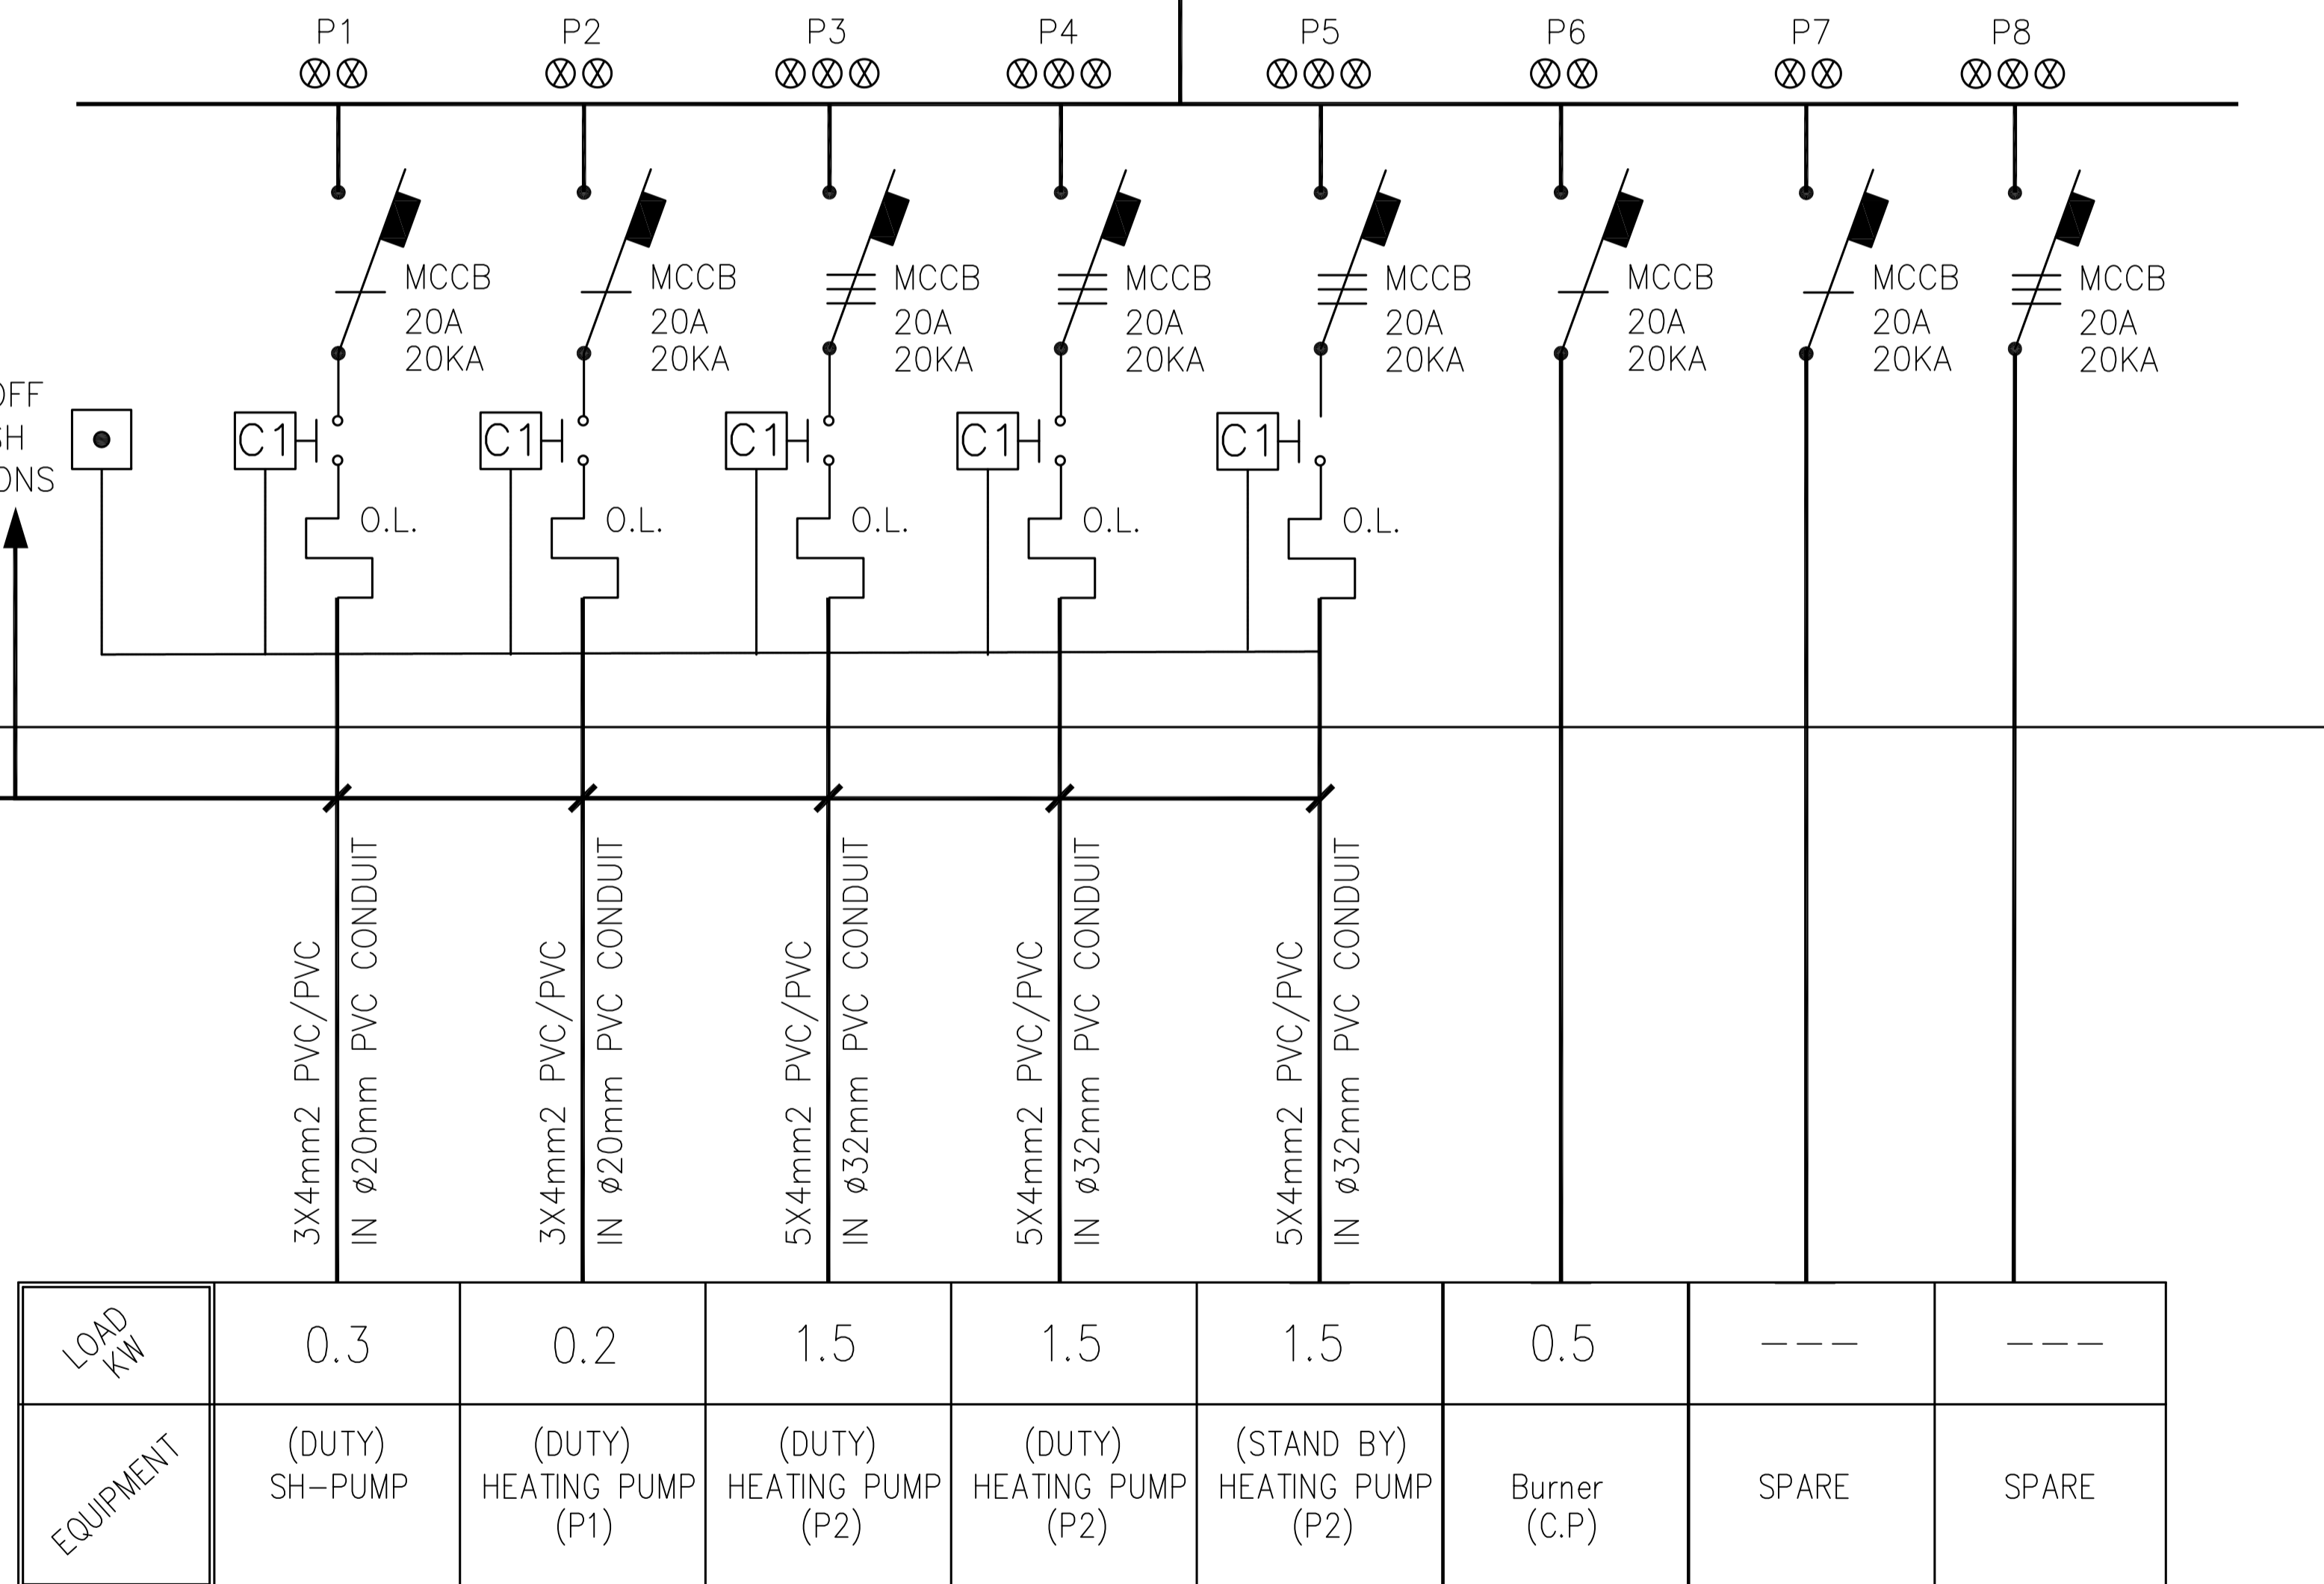 P1
P2
P3
P4
P5
P6
P7
P8
MCCB
20A
20KA
MCCB
20A
20KA
MCCB
20A
20KA
MCCB
20A
20KA
MCCB
20A
20KA
MCCB
20A
20KA
MCCB
20A
20KA
MCCB
20A
20KA
C1
C1
C1
C1
C1
O.L.
O.L.
O.L.
O.L.
O.L.
3X4mm2 PVC/PVC
IN ø20mm PVC CONDUIT
3X4mm2 PVC/PVC
IN ø20mm PVC CONDUIT
5X4mm2 PVC/PVC
IN ø32mm PVC CONDUIT
5X4mm2 PVC/PVC
IN ø32mm PVC CONDUIT
5X4mm2 PVC/PVC
IN ø32mm PVC CONDUIT
LOAD
KW
0.3
0.2
1.5
1.5
1.5
0.5
---
---
EQUIPMENT
(DUTY)
SH-PUMP
(DUTY)
HEATING PUMP
(P1)
(DUTY)
HEATING PUMP
(P2)
(DUTY)
HEATING PUMP
(P2)
(STAND BY)
HEATING PUMP
(P2)
Burner
(C.P)
SPARE
SPARE